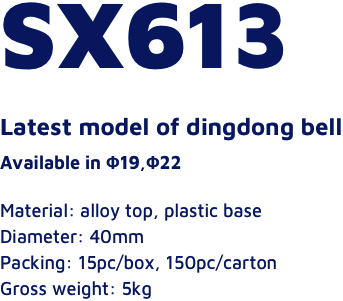 SX613
Latest model of dingdong bell
Available in Φ19,Φ22
Material: alloy top, plastic base
Diameter: 40mm
Packing: 15pc/box, 150pc/carton
Gross weight: 5kg